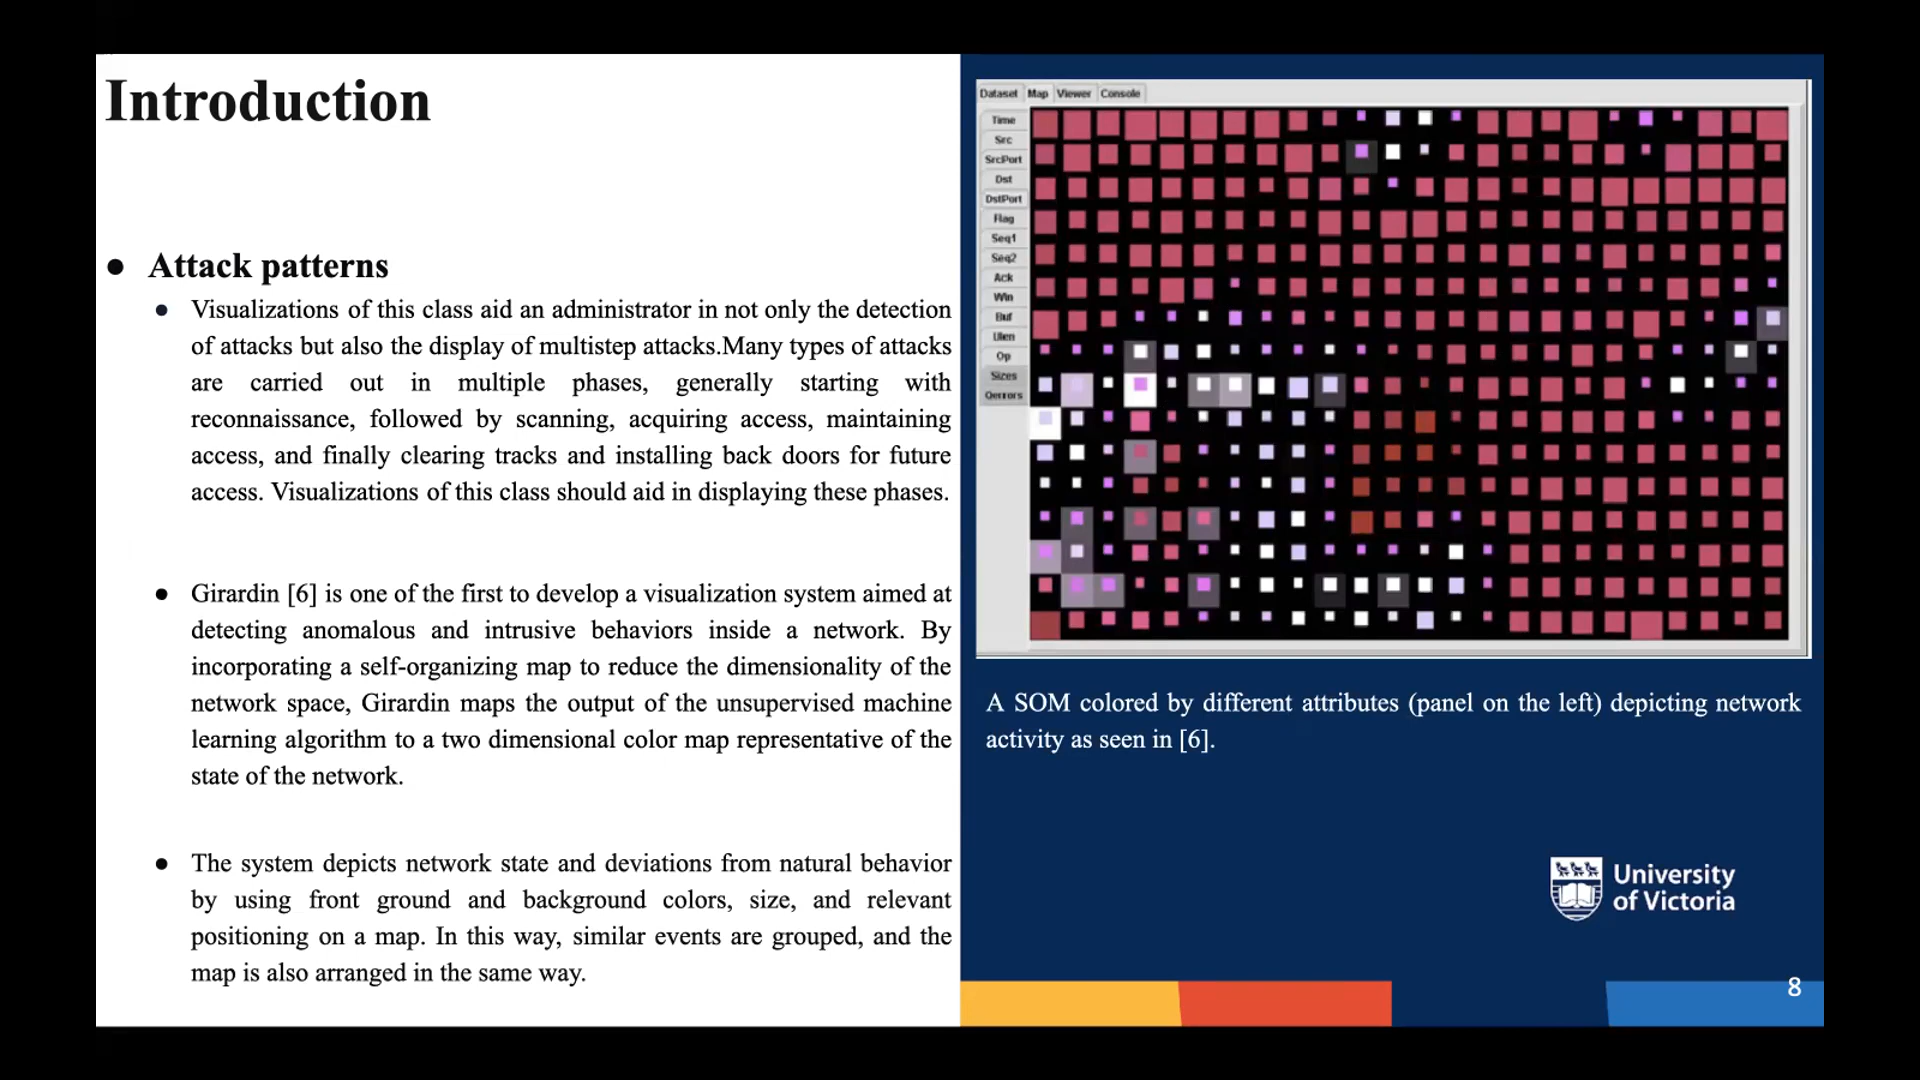 Introduction
● Attack patterns
● Visualizations of this class aid an administrator in not only the detection
of attacks but also the display of multistep attacks.Many types of attacks
are carried out in multiple phases, generally starting with
reconnaissance, followed by scanning, acquiring access, maintaining
access, and finally clearing tracks and installing back doors for future
access. Visualizations of this class should aid in displaying these phases.
● Girardin [6] is one of the first to develop a visualization system aimed at
detecting anomalous and intrusive behaviors inside a network. By
incorporating a self-organizing map to reduce the dimensionality of the
network space, Girardin maps the output of the unsupervised machine
learning algorithm to a two dimensional color map representative of the
state of the network.
● The system depicts network state and deviations from natural behavior
by using front ground and background colors, size, and relevant
positioning on a map. In this way, similar events are grouped, and the
map is also arranged in the same way.
Dataset Map Viewer Console
Time
Src
SrcPort
Dst
DstPort
Flag
Seq1
Seq2
Ack
Win
Buf
Ulen
Op
Sizes
Qerrors
A SOM colored by different attributes (panel on the left) depicting network
activity as seen in [6].
University
of Victoria
8